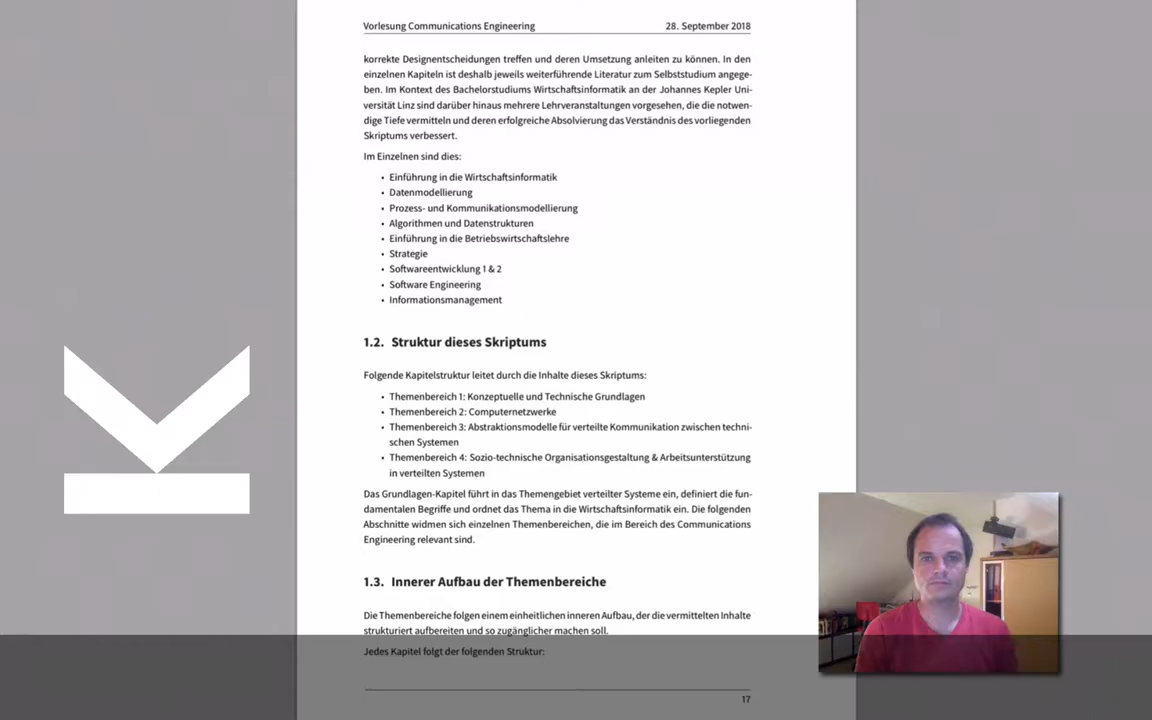 Vorlesung Communications Engineering 28. September 2018
korrekte Designentscheidungen treffen und deren Umsetzung anleiten zu können. In den
einzelnen Kapiteln ist deshalb jeweils weiterführende Literatur zum Selbststudium angege-
ben. Im Kontext des Bachelorstudiums Wirtschaftsinformatik an der Johannes Kepler Uni-
versität Linz sind darüber hinaus mehrere Lehrveranstaltungen vorgesehen, die die notwen-
dige Tiefe vermitteln und deren erfolgreiche Absolvierung das Verständnis des vorliegenden
Skriptums verbessert.
Im Einzelnen sind dies:
• Einführung in die Wirtschaftsinformatik
• Datenmodellierung
• Prozess- und Kommunikationsmodellierung
• Algorithmen und Datenstrukturen
• Einführung in die Betriebswirtschaftslehre
• Strategie
• Softwareentwicklung 1 & 2
• Software Engineering
• Informationsmanagement
1.2. Struktur dieses Skriptums
Folgende Kapitelstruktur leitet durch die Inhalte dieses Skriptums:
• Themenbereich 1: Konzeptuelle und Technische Grundlagen
• Themenbereich 2: Computernetzwerke
• Themenbereich 3: Abstraktionsmodelle für verteilte Kommunikation zwischen techni-
schen Systemen
• Themenbereich 4: Sozio-technische Organisationsgestaltung & Arbeitsunterstützung
in verteilten Systemen
Das Grundlagen-Kapitel führt in das Themengebiet verteilter Systeme ein, definiert die fun-
damentalen Begriffe und ordnet das Thema in die Wirtschaftsinformatik ein. Die folgenden
Abschnitte widmen sich einzelnen Themenbereichen, die im Bereich des Communications
Engineering relevant sind.
1.3. Innerer Aufbau der Themenbereiche
Die Themenbereiche folgen einem einheitlichen inneren Aufbau, der die vermittelten Inhalte
strukturiert aufbereiten und so zugänglicher machen soll.
Jedes Kapitel folgt der folgenden Struktur:
17